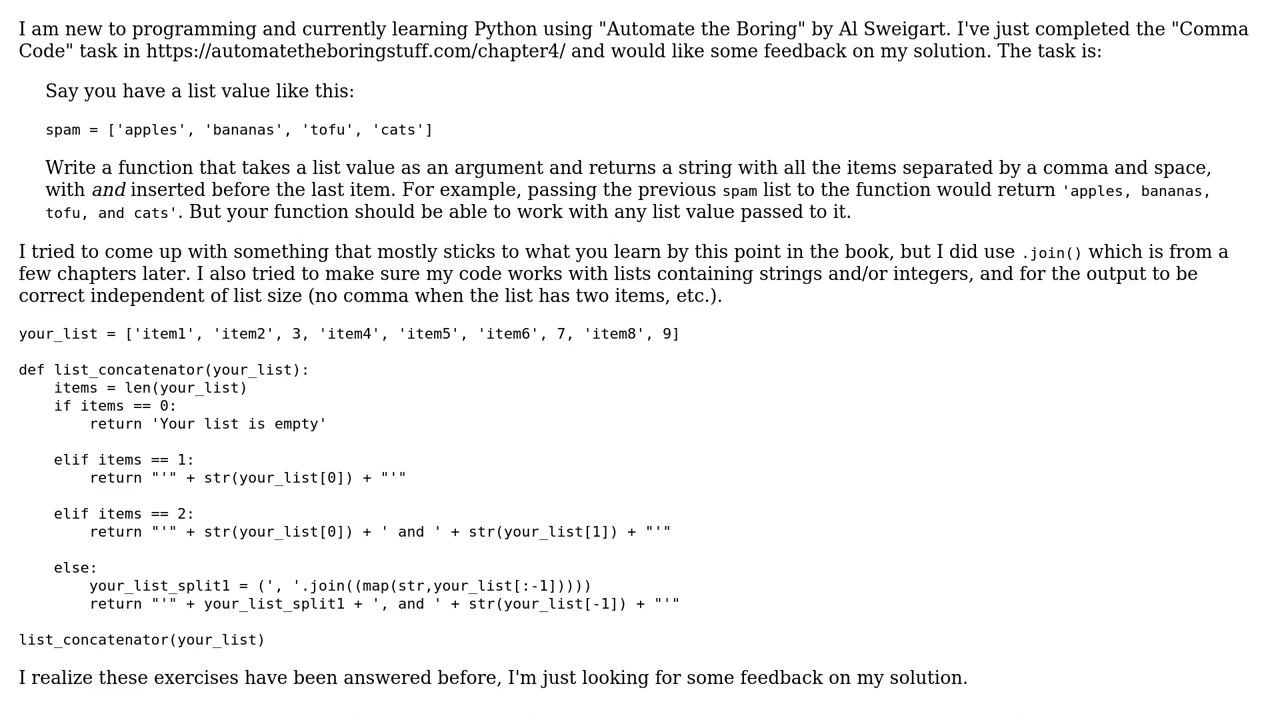 I am new to programming and currently learning Python using "Automate the Boring" by Al Sweigart. I've just completed the "Comma
Code" task in https://automatetheboringstuff.com/chapter4/ and would like some feedback on my solution. The task is:
Say you have a list value like this:
spam = ['apples', 'bananas', 'tofu', 'cats']
Write a function that takes a list value as an argument and returns a string with all the items separated by a comma and space,
with and inserted before the last item. For example, passing the previous spam list to the function would return 'apples, bananas,
tofu, and cats'. But your function should be able to work with any list value passed to it.
I tried to come up with something that mostly sticks to what you learn by this point in the book, but I did use .join() which is from a
few chapters later. I also tried to make sure my code works with lists containing strings and/or integers, and for the output to be
correct independent of list size (no comma when the list has two items, etc.).
your_list = ['item1', 'item2', 3, 'item4', 'item5', 'item6', 7, 'item8', 9]
def list_concatenator(your_list):
    items = len(your_list)
    if items == 0:
        return 'Your list is empty'
    elif items == 1:
        return "'" + str(your_list[0]) + "'"
    elif items == 2:
        return "'" + str(your_list[0]) + ' and ' + str(your_list[1]) + "'"
    else:
        your_list_split1 = (', '.join((map(str,your_list[:-1]))))
        return "'" + your_list_split1 + ', and ' + str(your_list[-1]) + "'"
list_concatenator(your_list)
I realize these exercises have been answered before, I'm just looking for some feedback on my solution.